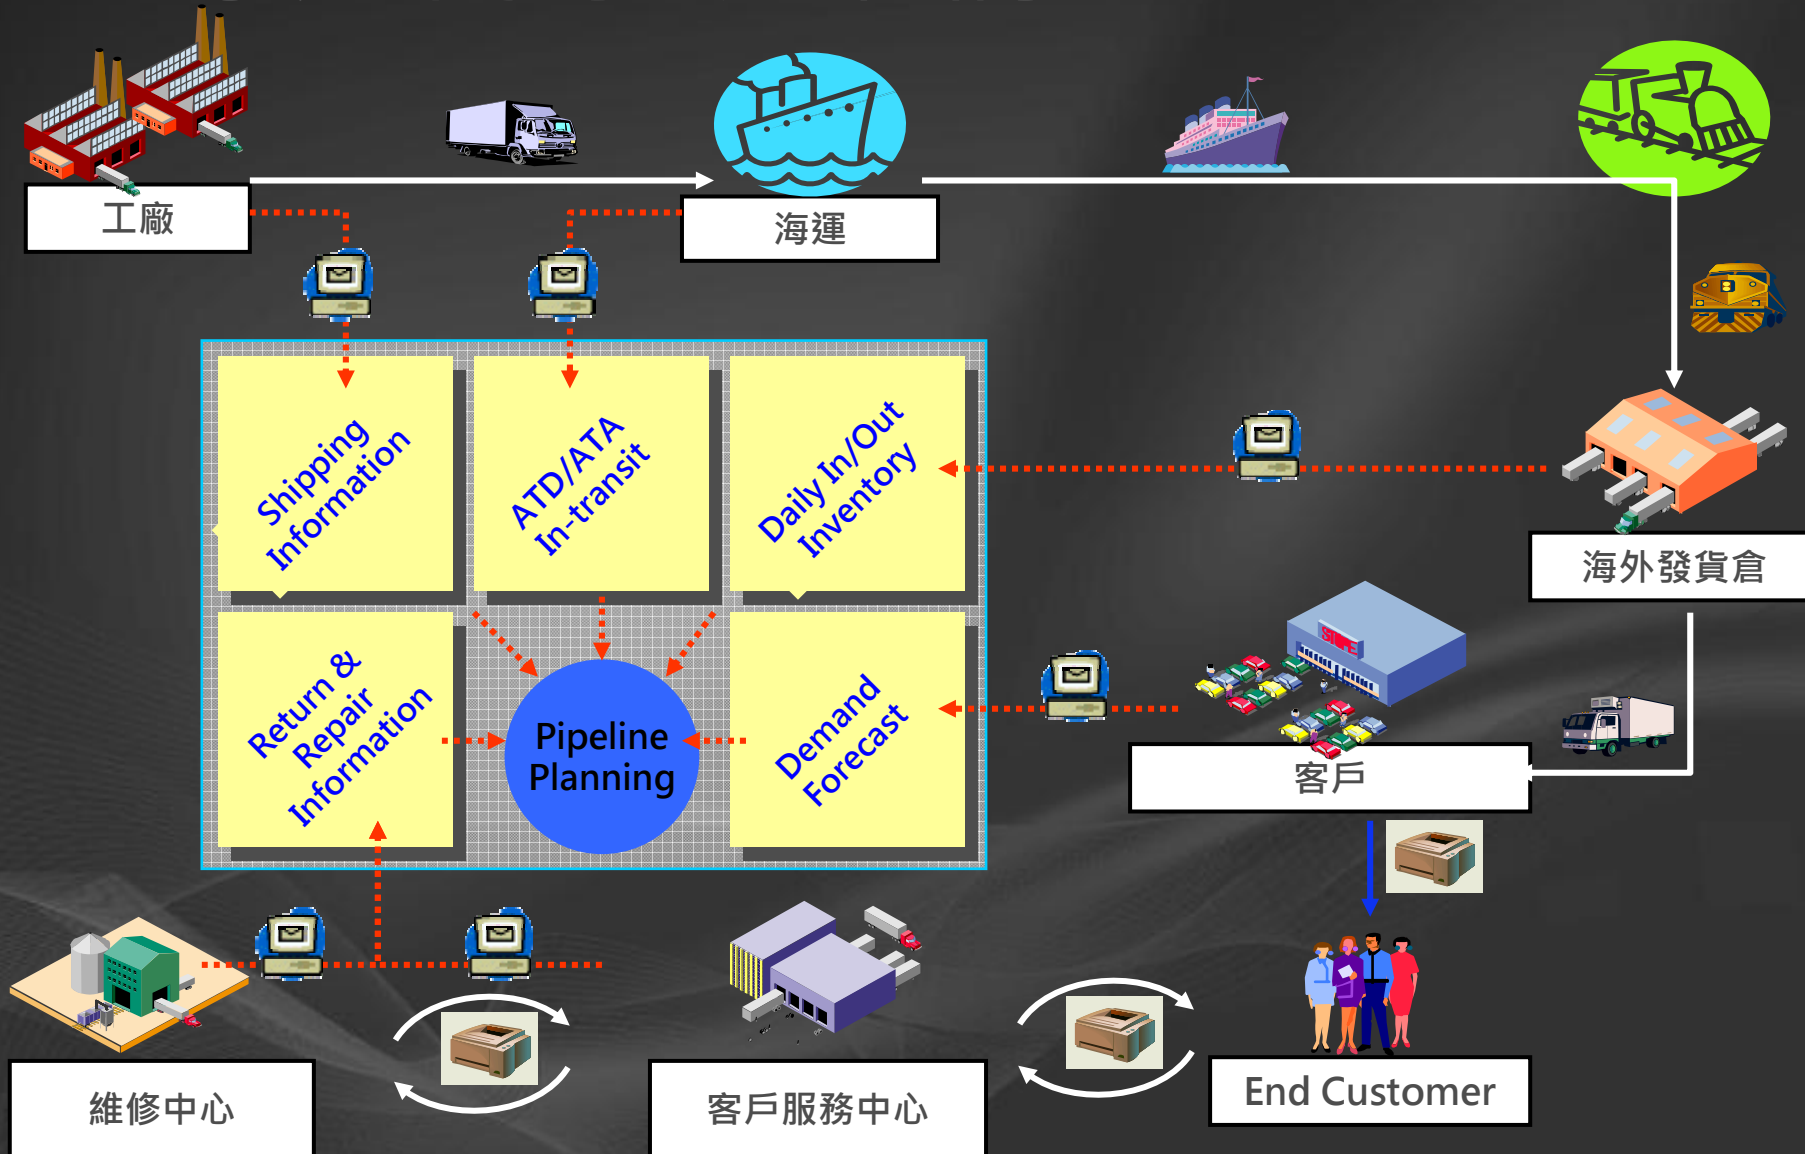 工廠
海運
Shipping
Information
ATD/ATA
In-transit
Daily In/Out
Inventory
海外發貨倉
STORE
Return &
Repair
Information
Pipeline
Planning
Demand
Forecast
客戶
維修中心
客戶服務中心
End Customer